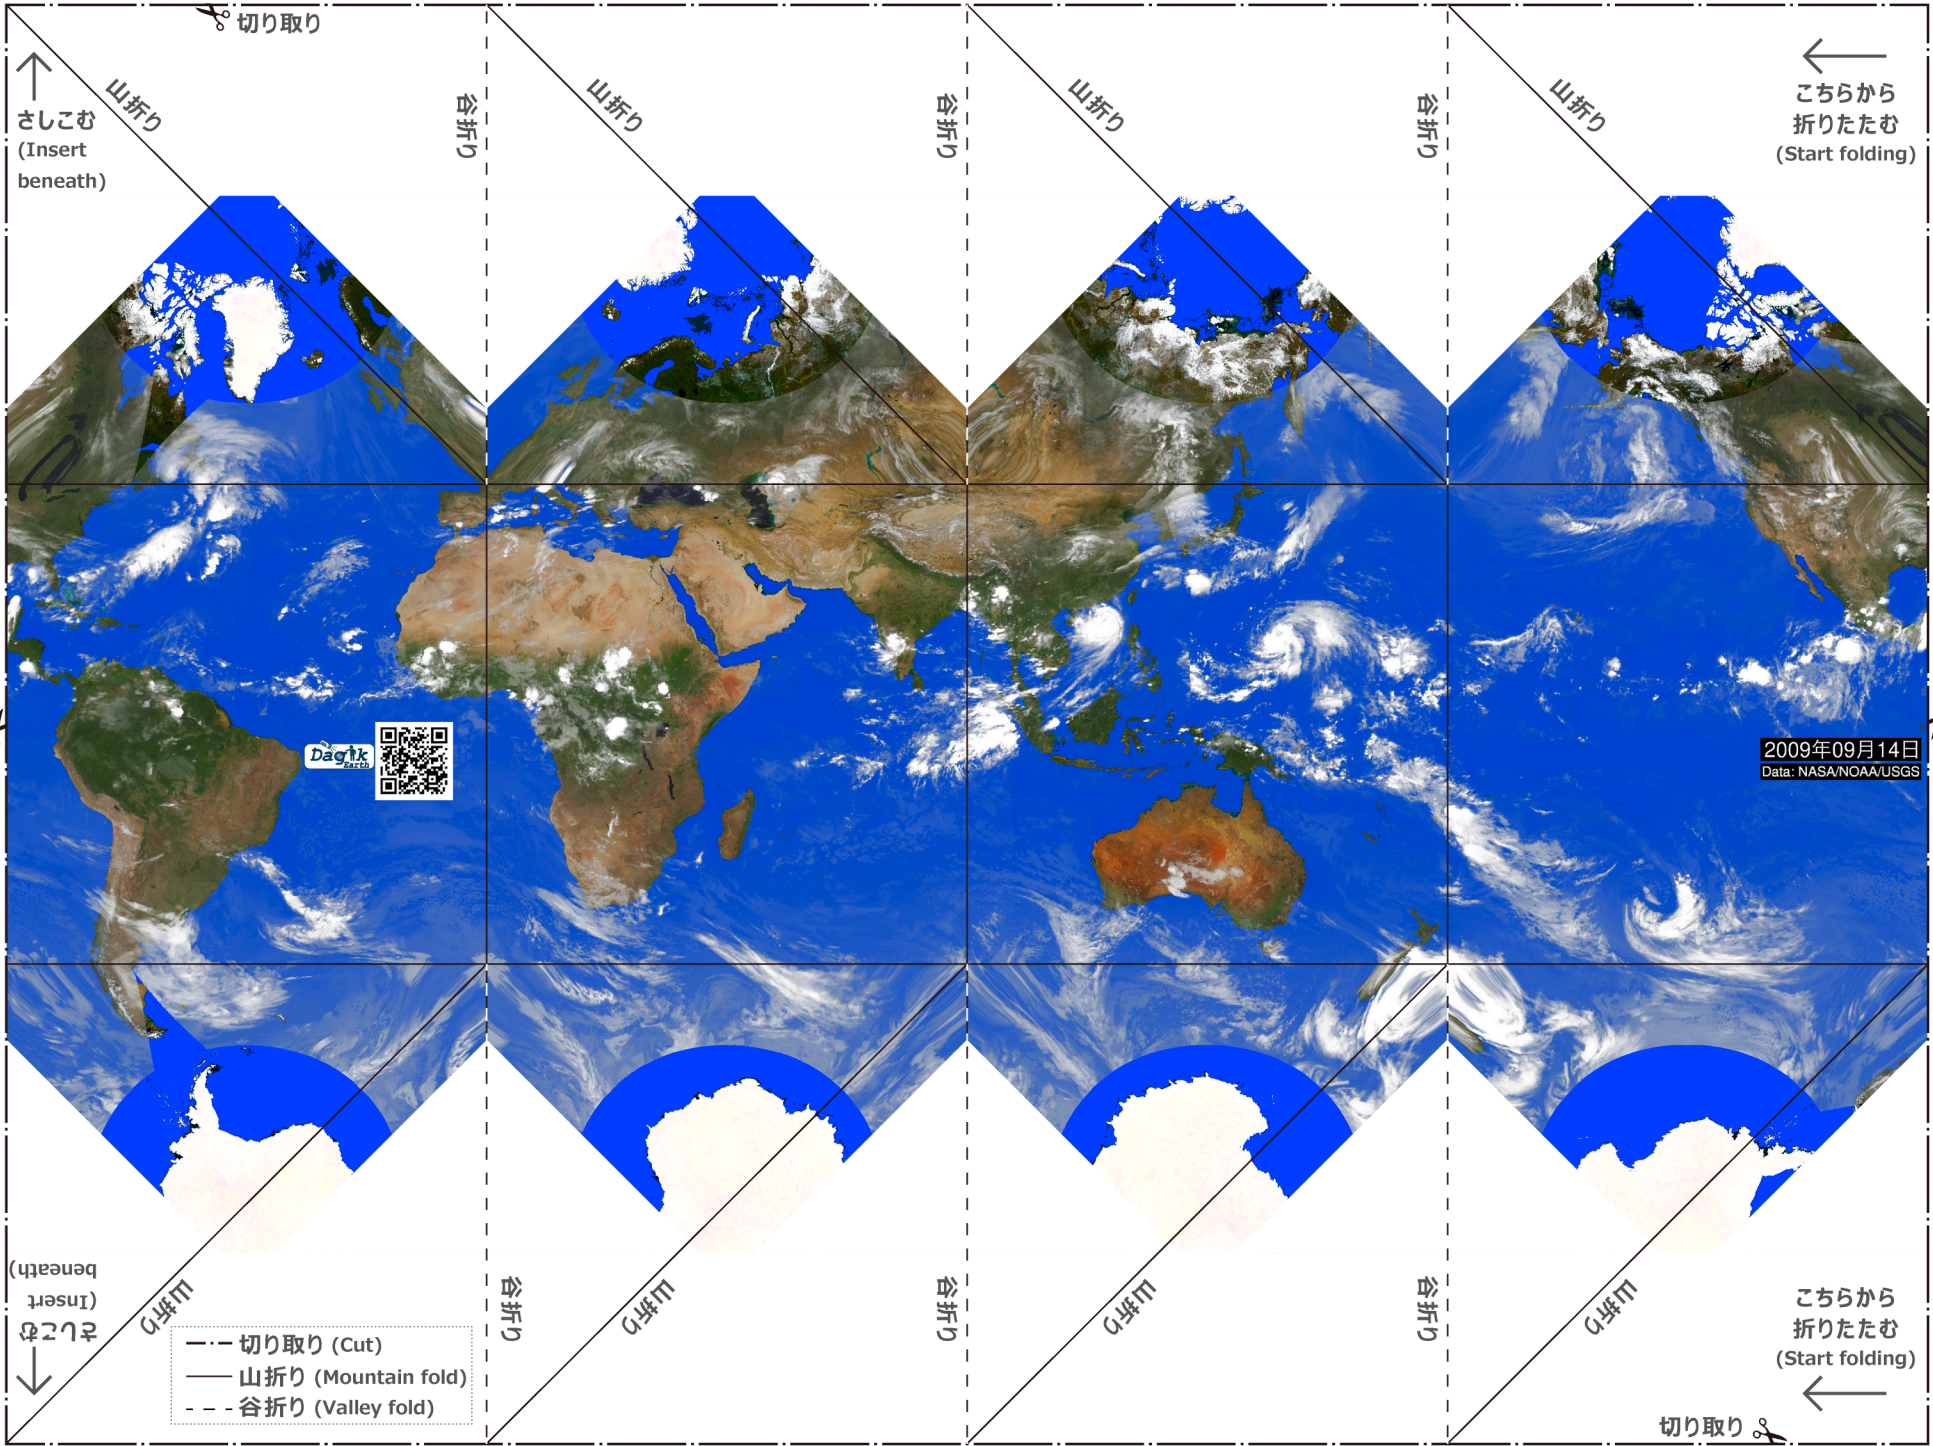 切り取り
山折り
谷折り
山折り
谷折り
山折り
谷折り
山折り
さしこむ
(Insert
beneath)
こちらから
折りたたむ
(Start folding)
Dagik
Earth
2009年09月14日
Data: NASA/NOAA/USGS
さしこむ
(Insert
beneath)
山折り
谷折り
山折り
谷折り
山折り
谷折り
山折り
切り取り (Cut)
山折り (Mountain fold)
谷折り (Valley fold)
こちらから
折りたたむ
(Start folding)
切り取り